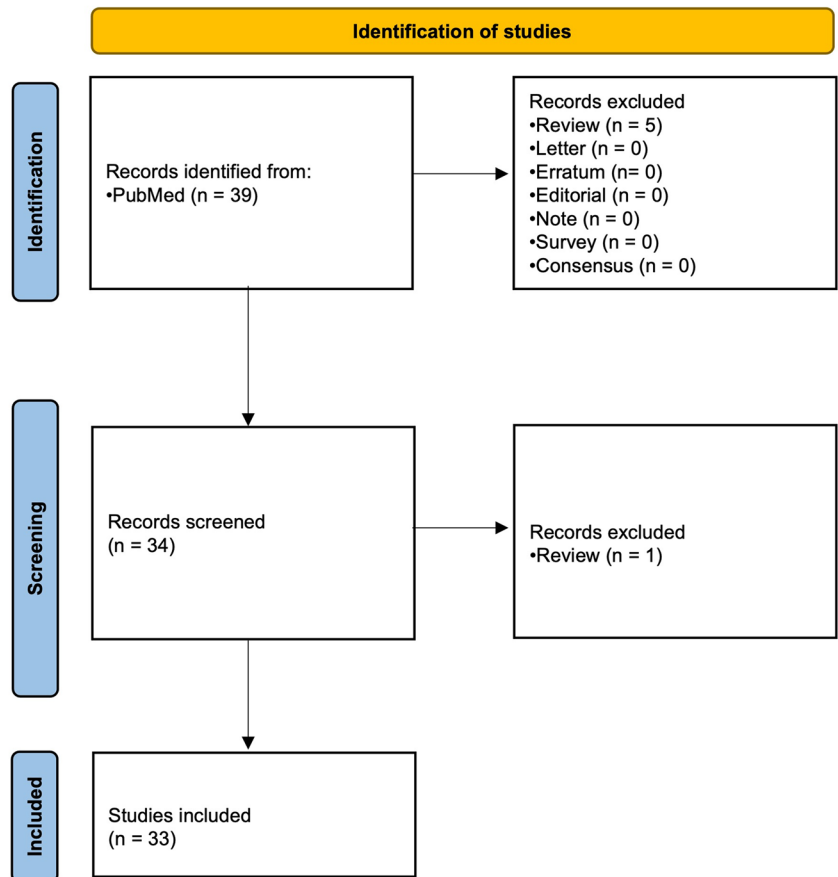 Identification of studies
Identification
Records identified from:
•PubMed (n = 39)
Records excluded
•Review (n = 5)
•Letter (n = 0)
•Erratum (n= 0)
•Editorial (n = 0)
•Note (n = 0)
•Survey (n = 0)
•Consensus (n = 0)
Screening
Records screened
(n = 34)
Records excluded
•Review (n = 1)
Included
Studies included
(n = 33)